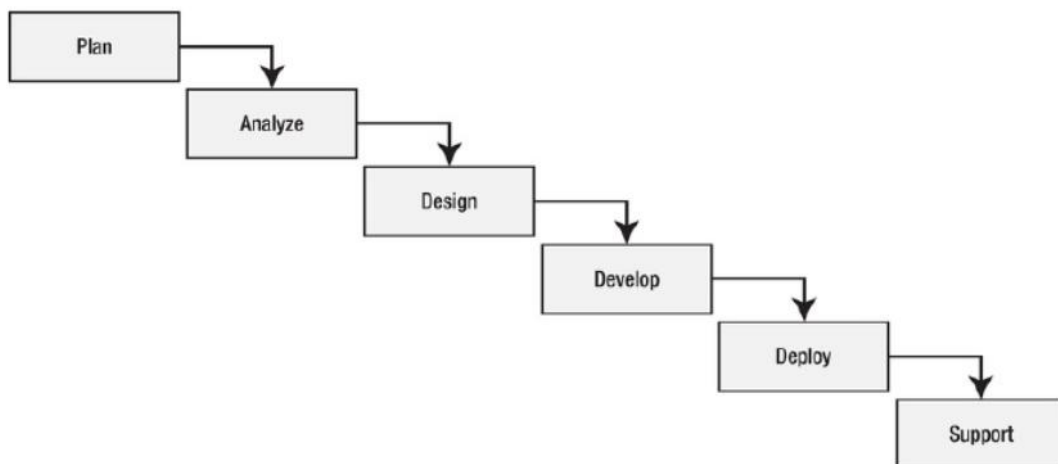 Plan
Analyze
Design
Develop
Deploy
Support